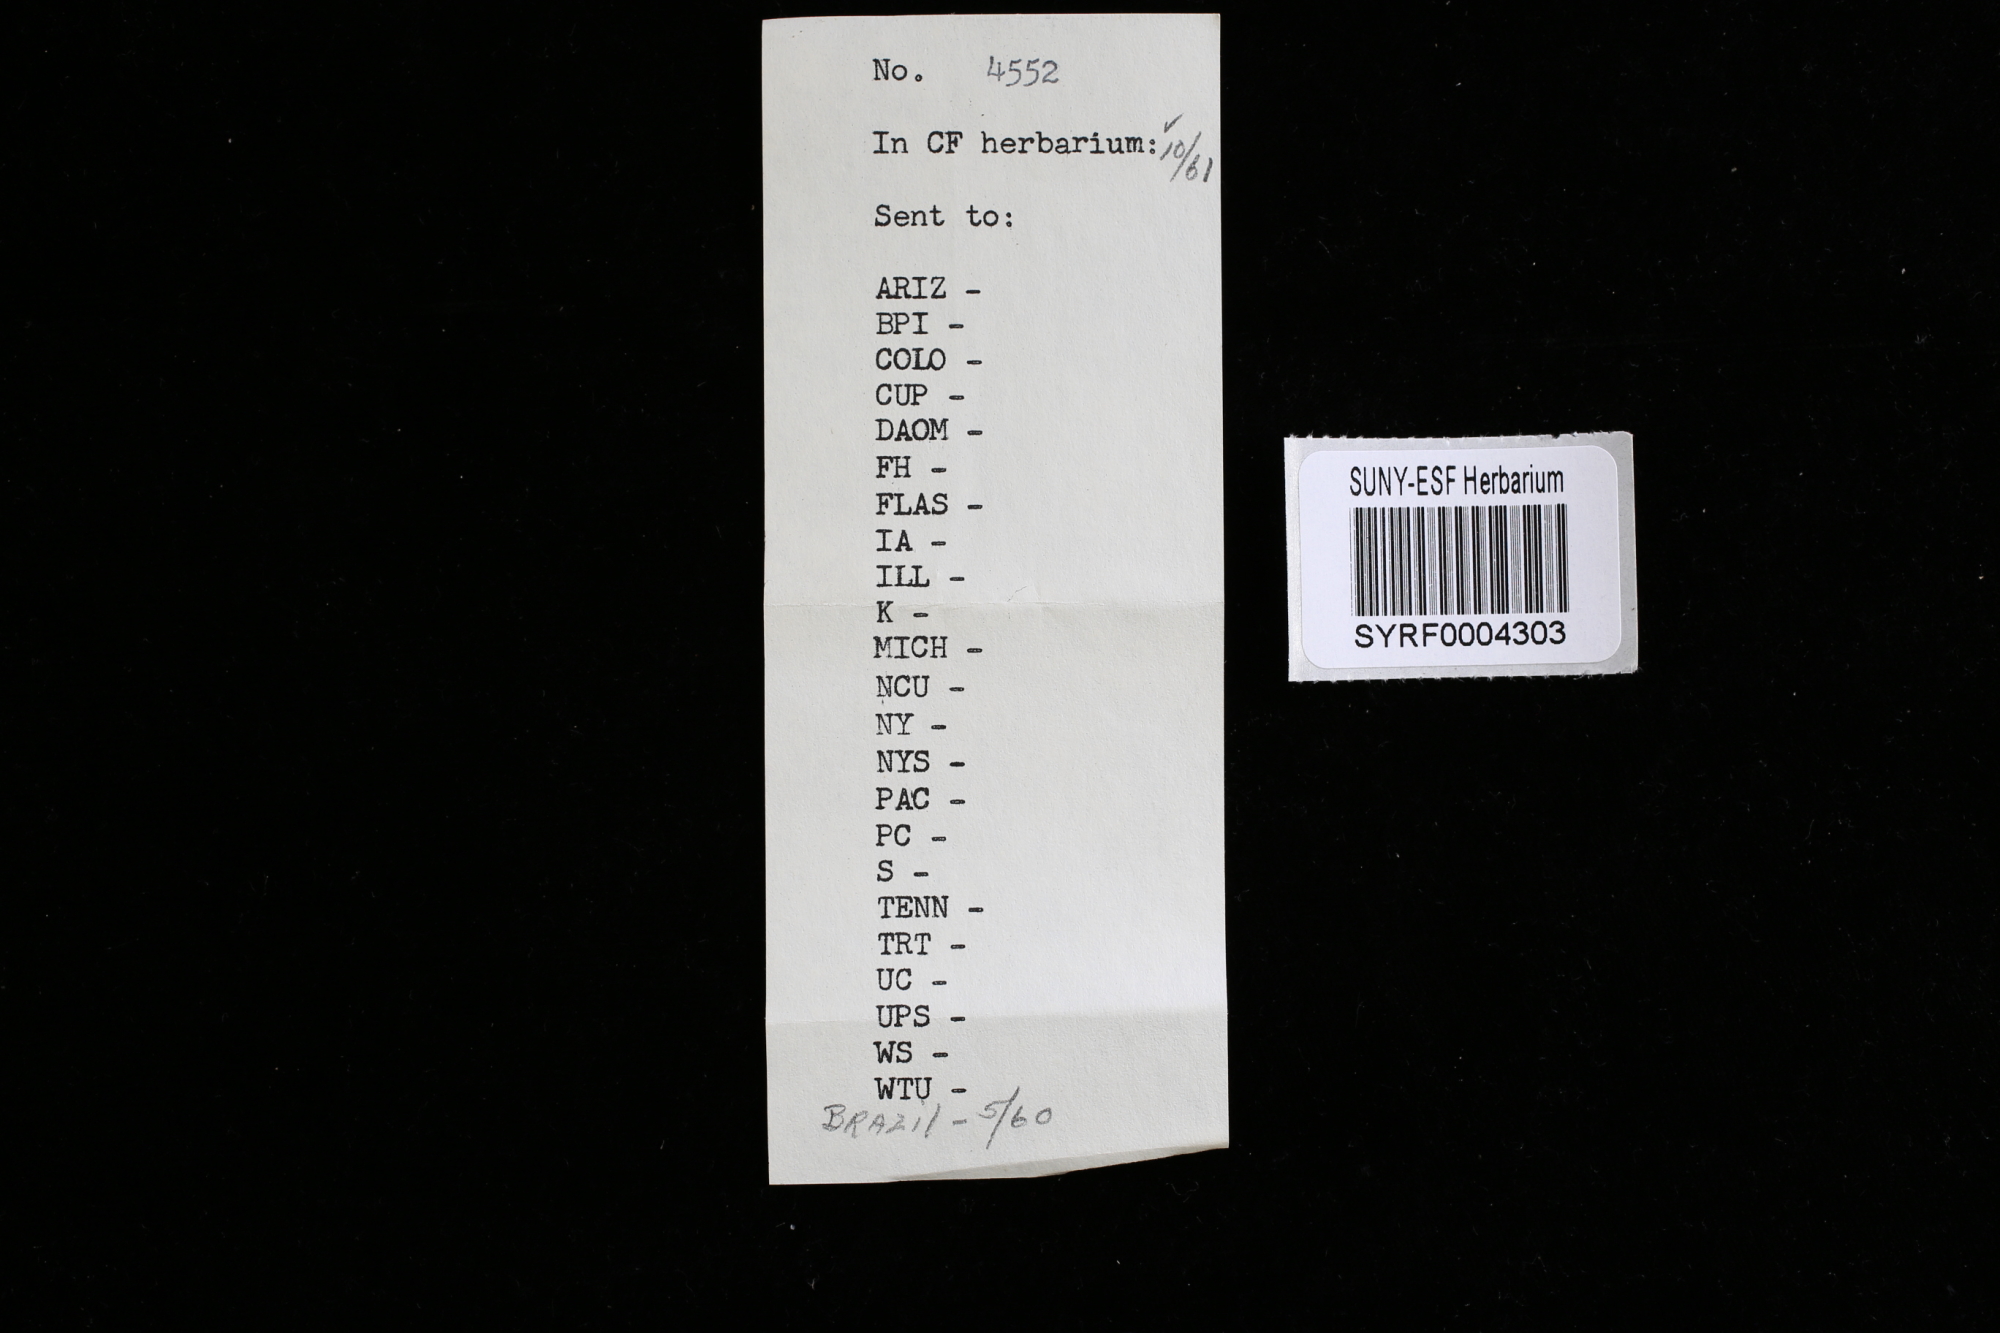 No. 4552
In CF herbarium: ✓ 10/61
Sent to:
ARIZ -
BPI -
COLO -
CUP -
DAOM -
FH -
FLAS -
IA -
ILL -
K -
MICH -
NCU -
NY -
NYS -
PAC -
PC -
S -
TENN -
TRT -
UC -
UPS -
WS -
WTU -
BRAZIl - 5/60
SUNY-ESF Herbarium
SYRF0004303